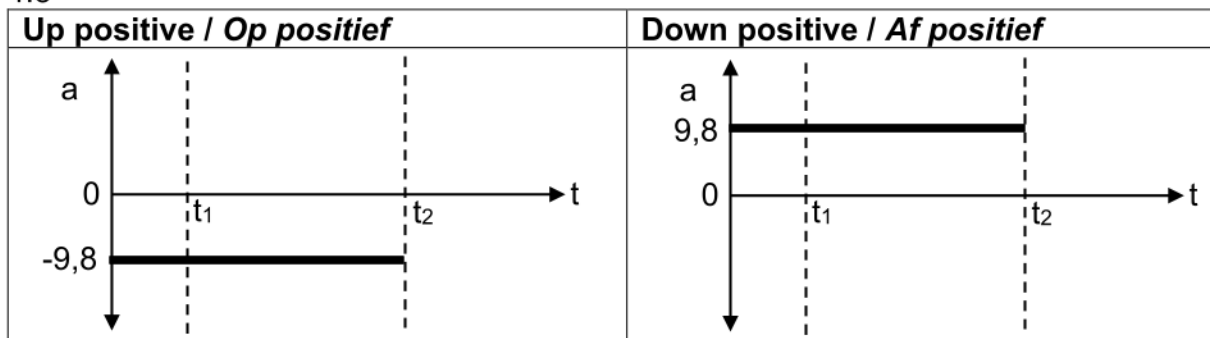 Up positive / Op positief
a
0
t
t1
t2
-9,8
Down positive / Af positief
a
9,8
0
t
t1
t2